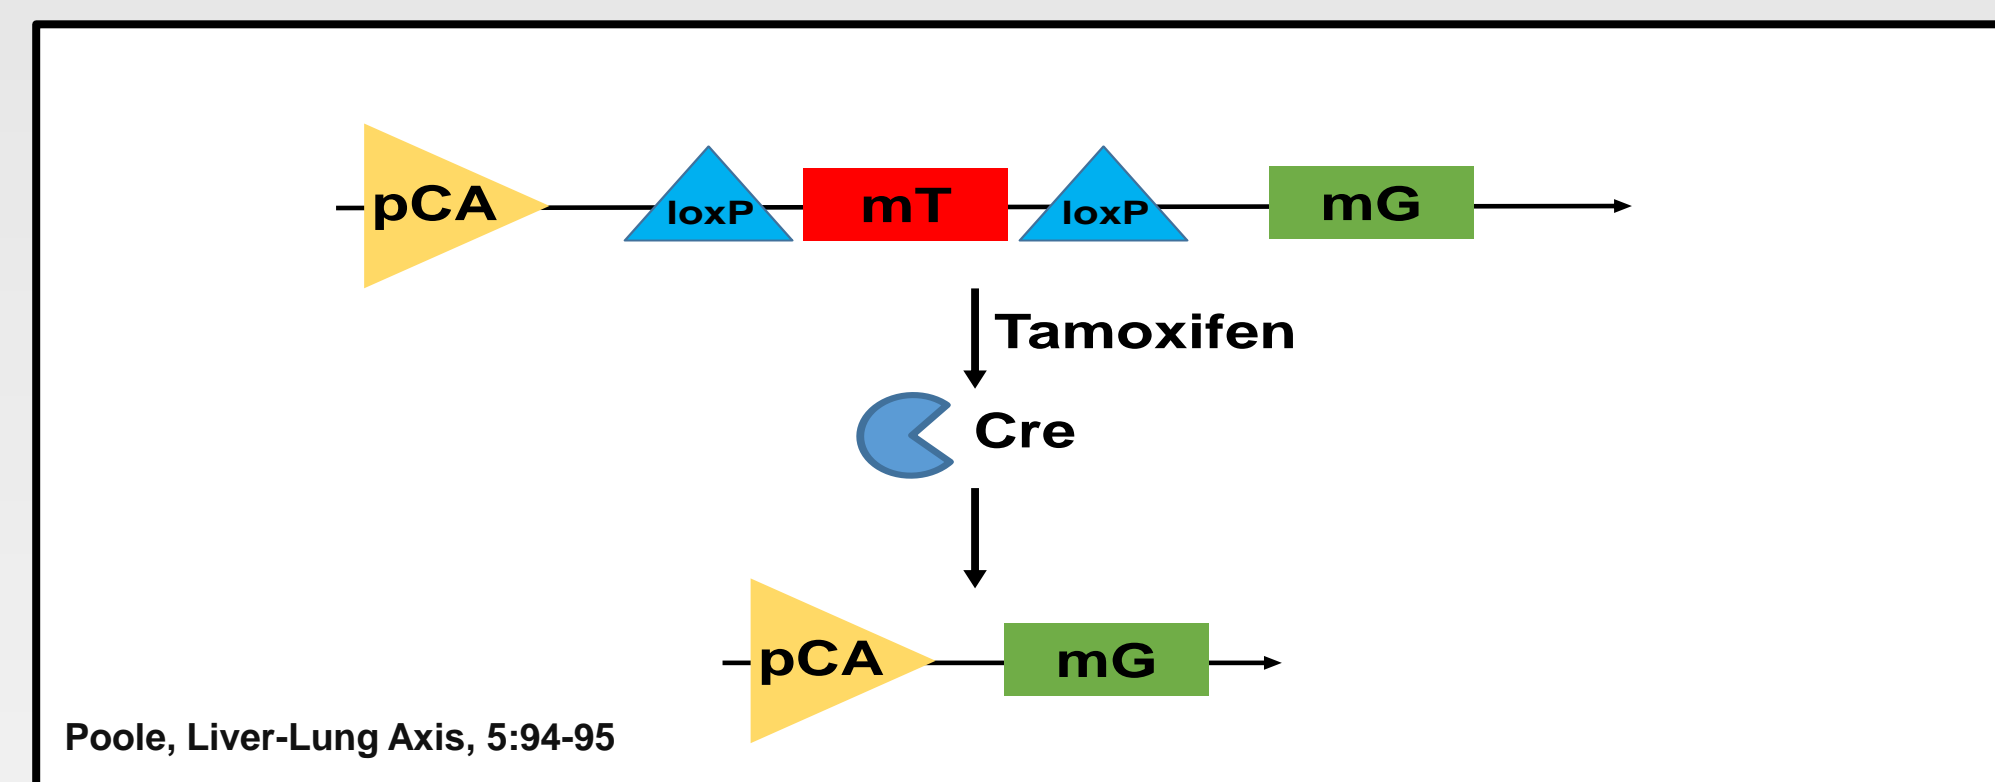 pCA loxP mT loxP mG
Tamoxifen
Cre
pCA mG
Poole, Liver-Lung Axis, 5:94-95